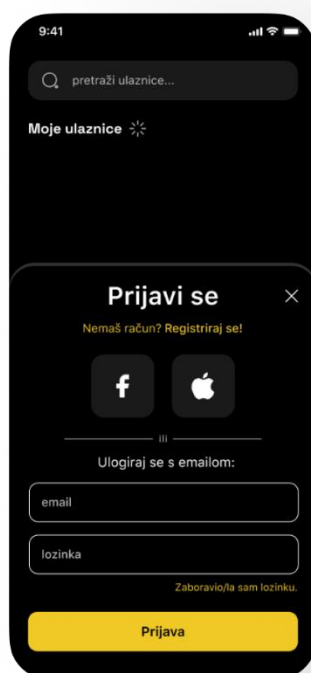 9:41
pretraži ulaznice...
Moje ulaznice
Prijavi se
Nemaš račun? Registriraj se!
ili
Ulogiraj se s emailom:
email
lozinka
Zaboravio/la sam lozinku.
Prijava